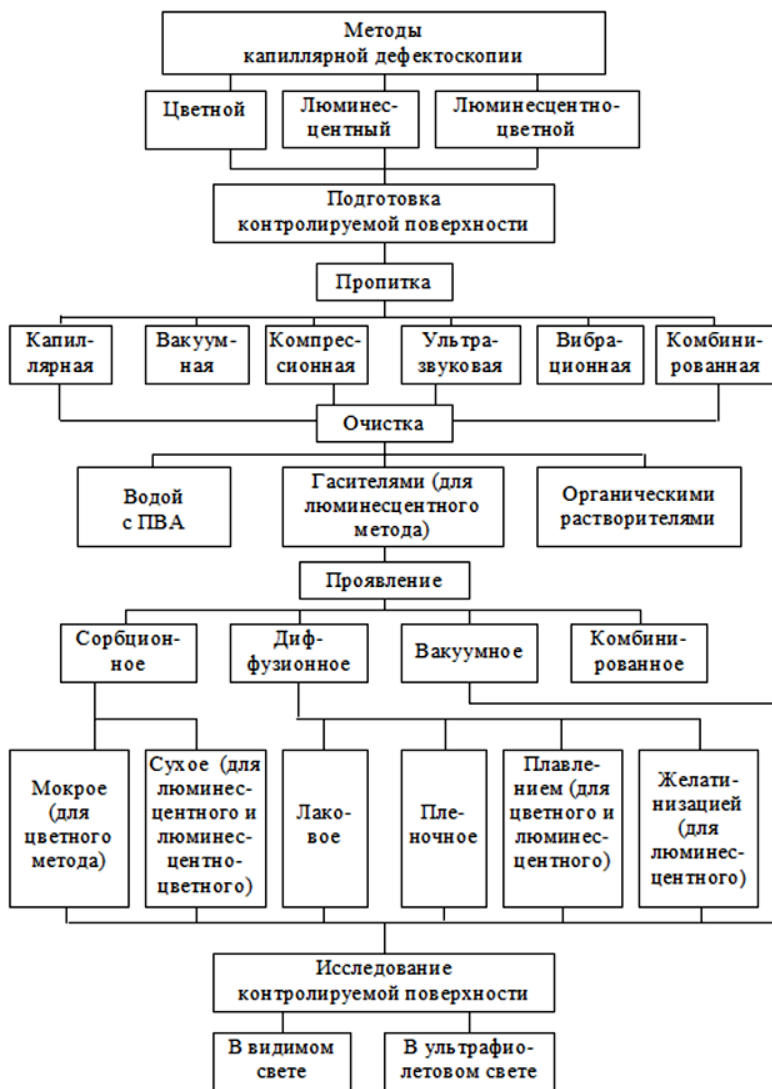 Методы
капиллярной дефектоскопии
Цветной
Люминес-
центный
Люминесцентно-
цветной
Подготовка
контролируемой поверхности
Пропитка
Капил-
лярная
Вакуум-
ная
Компрес-
сионная
Ультра-
звуковая
Вибра-
ционная
Комбини-
рованная
Очистка
Водой
с ПВА
Гасителями (для
люминесцентного
метода)
Органическими
растворителями
Проявление
Сорбцион-
ное
Диф-
фузионное
Вакуумное
Комбини-
рованное
Мокрое
(для
цветного
метода)
Сухое (для
люминес-
центного и
люминес-
центно-
цветного)
Лако-
вое
Пле-
ночное
Плавле-
нием (для
цветного и
люминес-
центного)
Желати-
низацией
(для
люминес-
центного)
Исследование
контролируемой поверхности
В видимом
свете
В ультрафио-
летовом свете